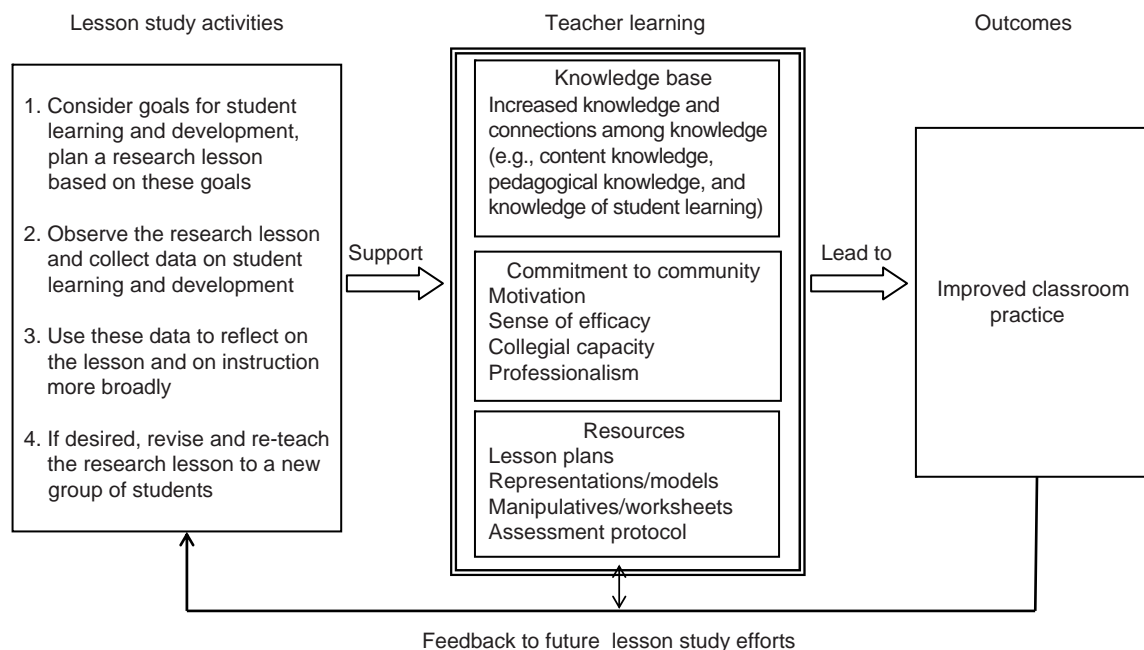 Lesson study activities
Teacher learning
Outcomes
1. Consider goals for student
learning and development,
plan a research lesson
based on these goals
2. Observe the research lesson
and collect data on student
learning and development
3. Use these data to reflect on
the lesson and on instruction
more broadly
4. If desired, revise and re-teach
the research lesson to a new
group of students
Support
Knowledge base
Increased knowledge and
connections among knowledge
(e.g., content knowledge,
pedagogical knowledge, and
knowledge of student learning)
Commitment to community
Motivation
Sense of efficacy
Collegial capacity
Professionalism
Resources
Lesson plans
Representations/models
Manipulatives/worksheets
Assessment protocol
Lead to
Improved classroom
practice
Feedback to future lesson study efforts